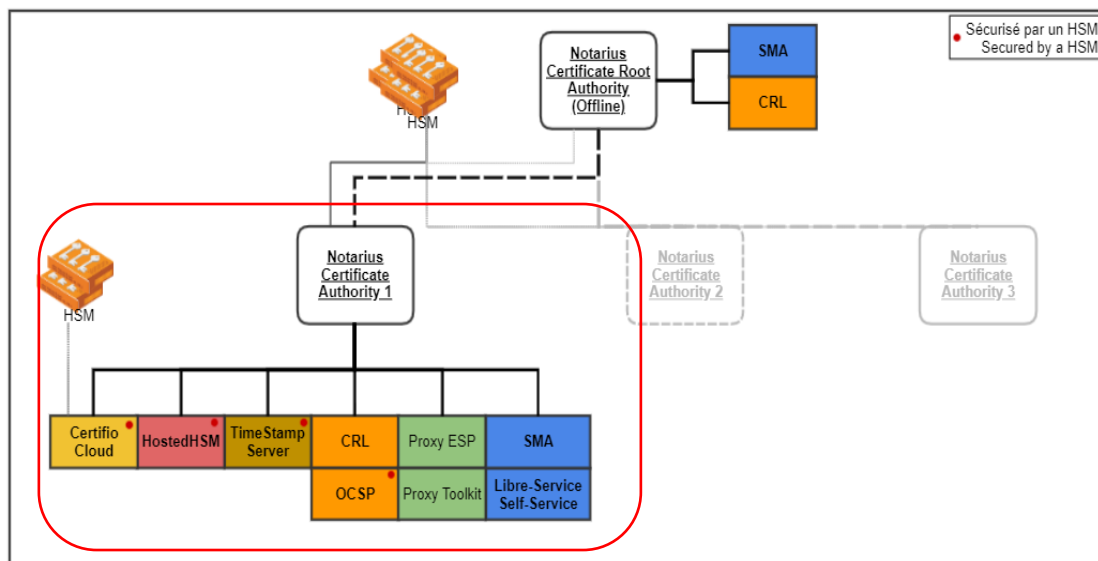 Sécurisé par un HSM
Secured by a HSM
Notarius
Certificate Root
Authority
(Offline)
SMA
CRL
HSM
Notarius
Certificate
Authority 1
Notarius
Certificate
Authority 2
Notarius
Certificate
Authority 3
HSM
Certifio
Cloud
HostedHSM
TimeStamp
Server
CRL
Proxy ESP
SMA
OCSP
Proxy Toolkit
Libre-Service
Self-Service